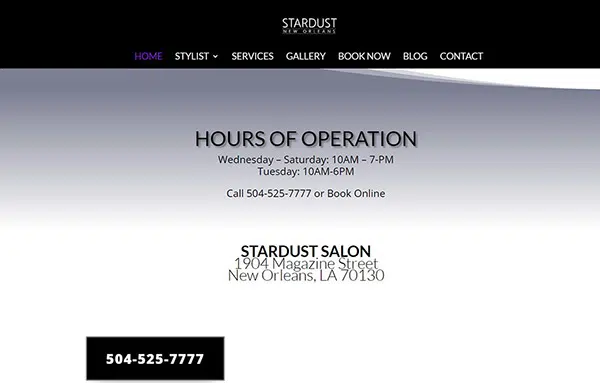 STARDUST
NEW ORLEANS
HOME STYLIST SERVICES GALLERY BOOK NOW BLOG CONTACT
HOURS OF OPERATION
Wednesday – Saturday: 10AM – 7-PM
Tuesday: 10AM-6PM
Call 504-525-7777 or Book Online
STARDUST SALON
1904 Magazine Street
New Orleans, LA 70130
504-525-7777